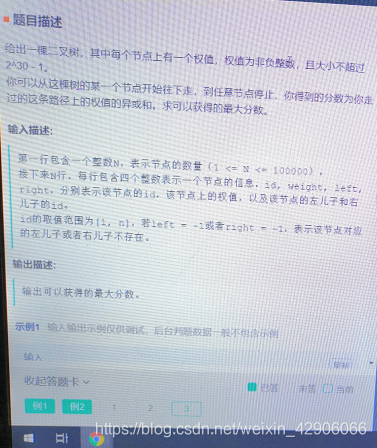 题目描述
给出一棵二叉树，其中每个节点上有一个权值，权值为非负整数，且大小不超过
2^30 - 1。
你可以从这棵树的某一个节点开始往下走，到任意节点停止。你得到的分数为你走
过的这条路径上的权值的异或和。求可以获得的最大分数。
输入描述:
第一行包含一个整数N，表示节点的数量 (1 <= N <= 100000) 。
接下来N行，每行包含四个整数表示一个节点的信息。id, weight, left,
right，分别表示该节点的id，该节点上的权值，以及该节点的左儿子和右
儿子的id。
id的取值范围为[1, n]，若left = -1或者right = -1，表示该节点对应
的左儿子或者右儿子不存在。
输出描述:
输出可以获得的最大分数。
示例1 输入输出示例仅供调试，后台判题数据一般不包含示例
输入
复制
收起答题卡 已答 未答 当前
例1 例2 1 2 3
https://blog.csdn.net/weixin_42906066